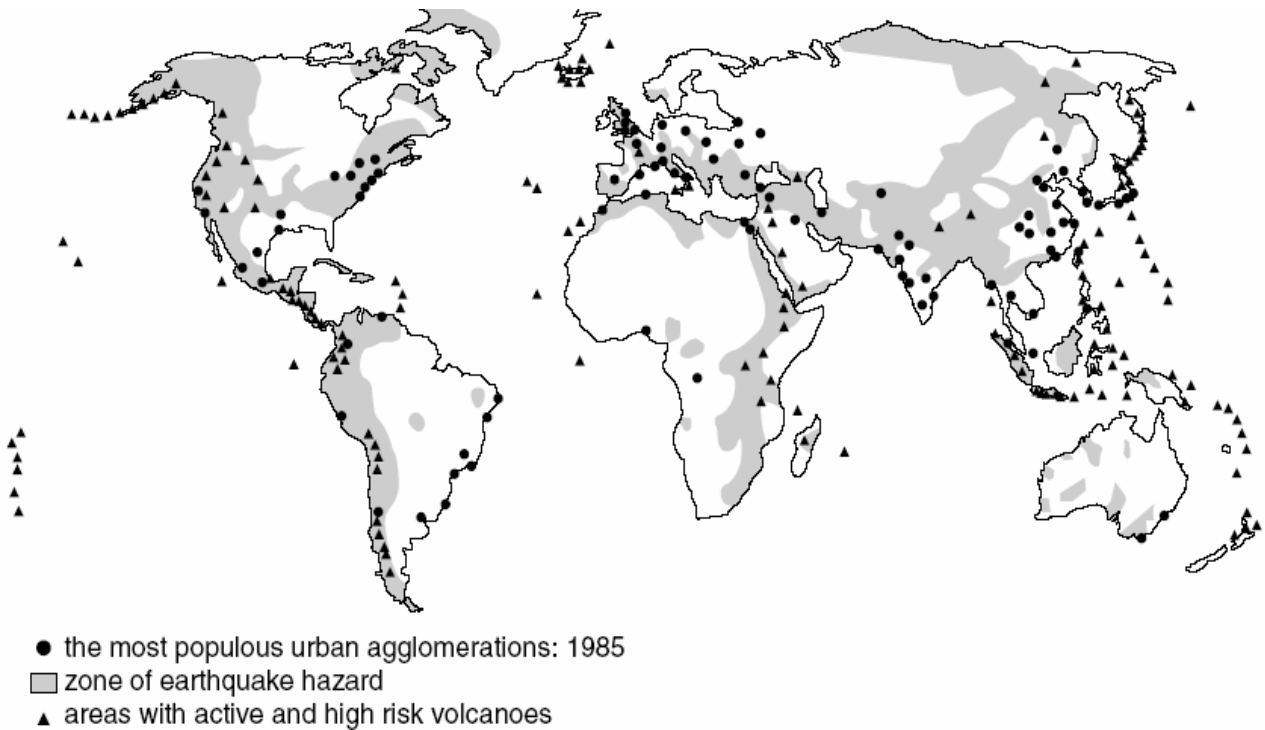 the most populous urban agglomerations: 1985
zone of earthquake hazard
areas with active and high risk volcanoes